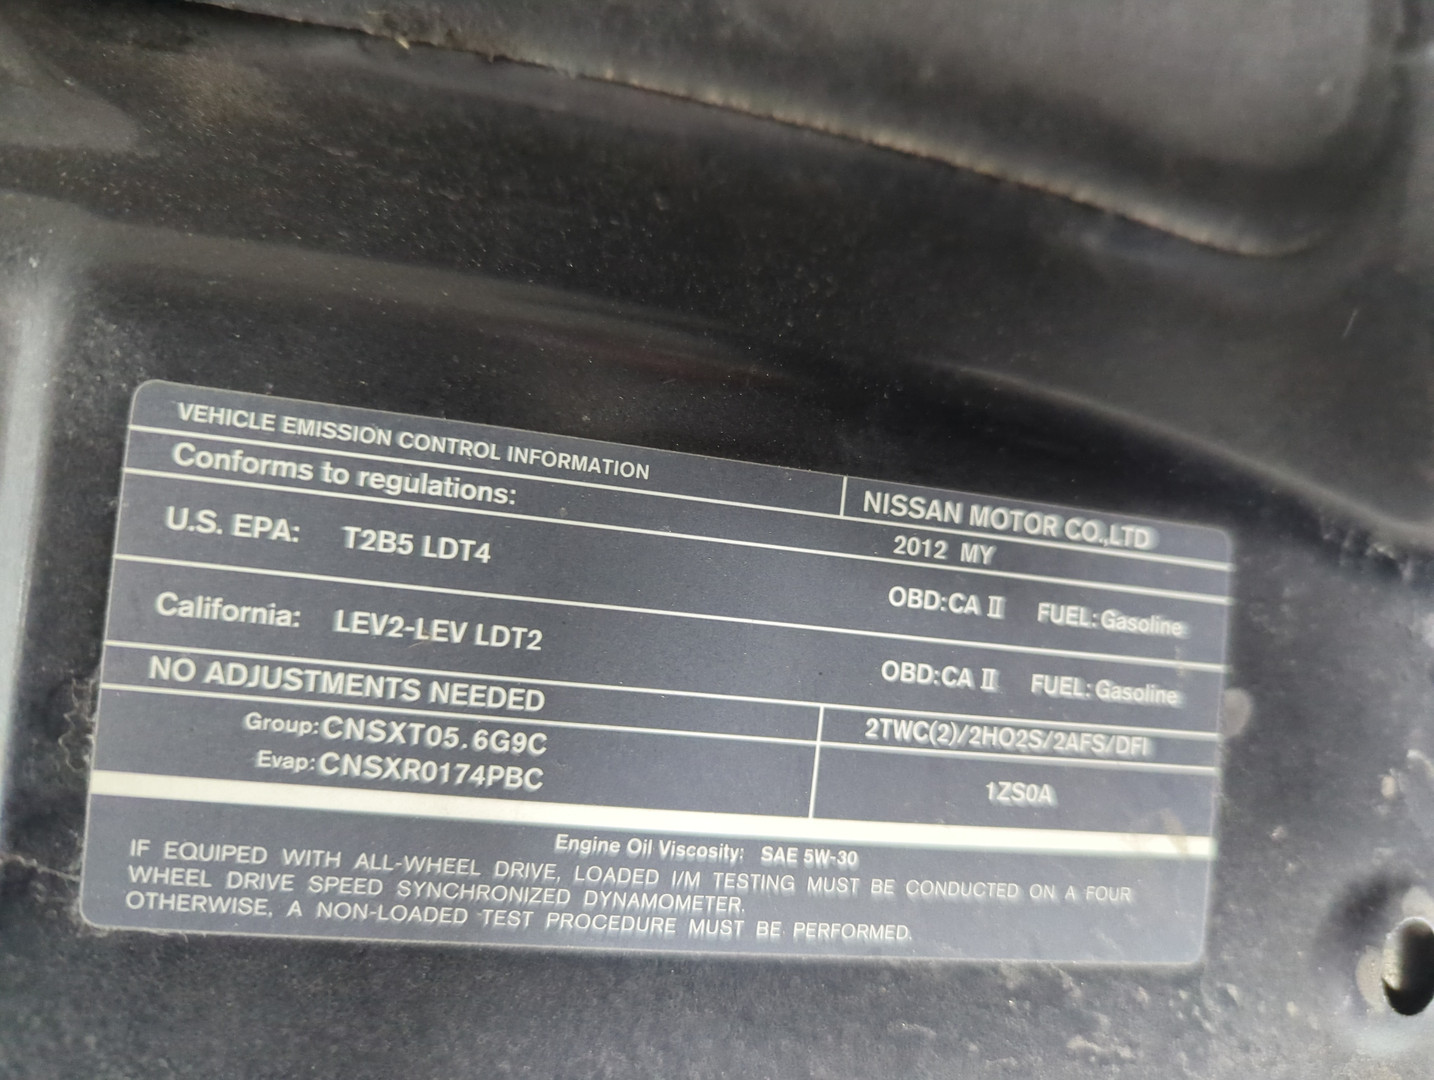 VEHICLE EMISSION CONTROL INFORMATION
NISSAN MOTOR CO.,LTD
Conforms to regulations:
2012 MY
U.S. EPA: T2B5 LDT4
OBD:CA II FUEL: Gasoline
California: LEV2-LEV LDT2
OBD:CA II FUEL: Gasoline
NO ADJUSTMENTS NEEDED
2TWC(2)/2HO2S/2AFS/DFI
Group: CNSXT05.6G9C
Evap: CNSXR0174PBC
1ZS0A
Engine Oil Viscosity: SAE 5W-30
IF EQUIPED WITH ALL-WHEEL DRIVE, LOADED I/M TESTING MUST BE CONDUCTED ON A FOUR
WHEEL DRIVE SPEED SYNCHRONIZED DYNAMOMETER.
OTHERWISE, A NON-LOADED TEST PROCEDURE MUST BE PERFORMED.